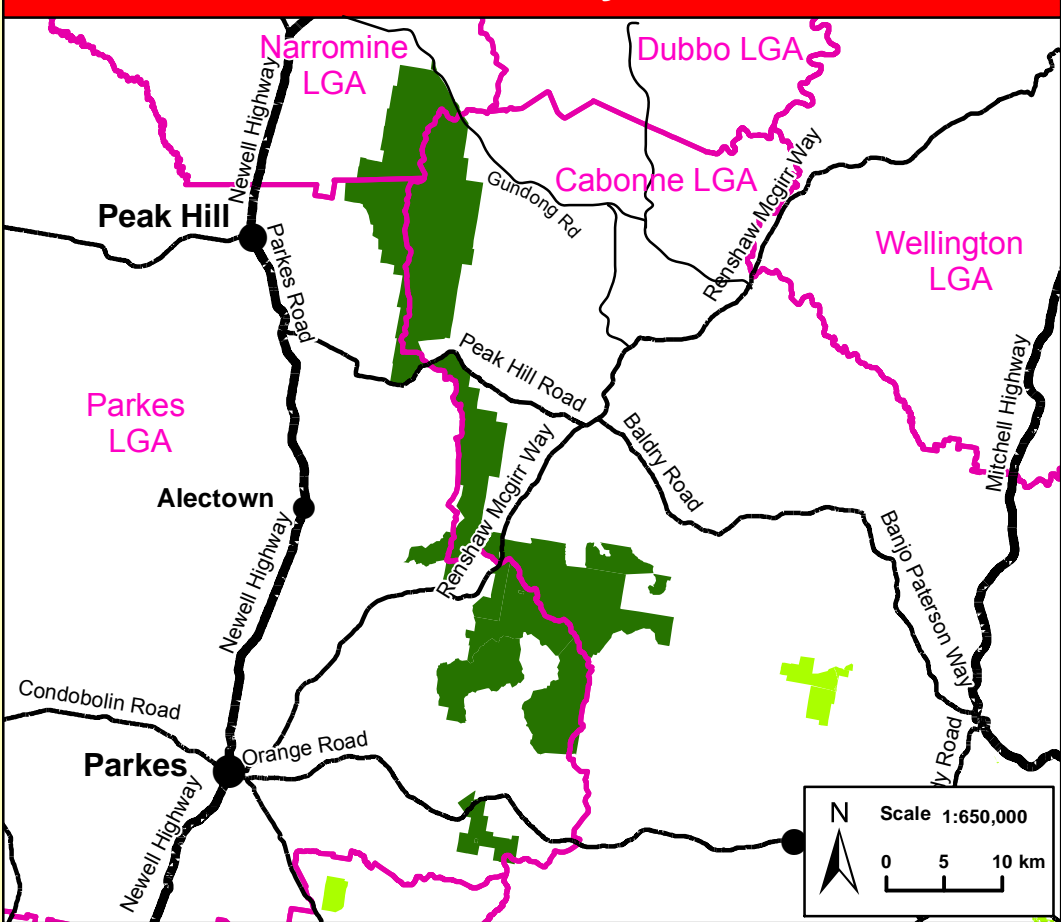 Narromine
LGA
Dubbo LGA
Newell Highway
Cabonne LGA
Renshaw Mcgirr Way
Gundong Rd
Peak Hill
Wellington
LGA
Parkes Road
Peak Hill Road
Mitchell Highway
Parkes
LGA
Baldry Road
Renshaw Mcgirr Way
Alectown
Newell Highway
Banjo Paterson Way
Condobolin Road
Orange Road
Parkes
dy Road
Newell Highway
N
Scale 1:650,000
0 5 10 km